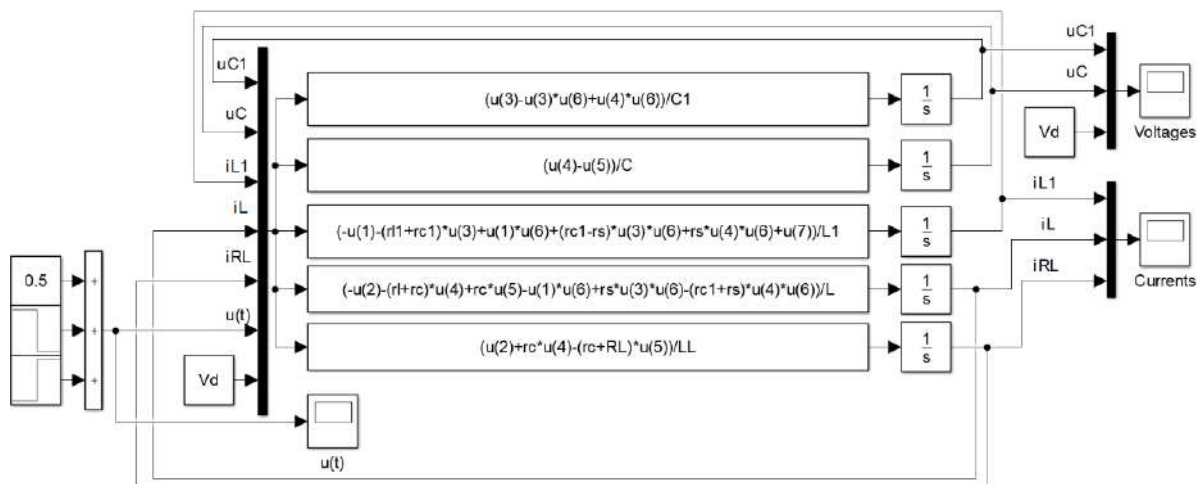 uC1
uC
iL1
iL
iRL
u(t)
Vd
0.5
+
+
+
(u(3)-u(3)*u(6)+u(4)*u(6))/C1
1
s
(u(4)-u(5))/C
1
s
(-u(1)-(rl1+rc1)*u(3)+u(1)*u(6)+(rc1-rs)*u(3)*u(6)+rs*u(4)*u(6)+u(7))/L1
1
s
(-u(2)-(rl+rc)*u(4)+rc*u(5)-u(1)*u(6)+rs*u(3)*u(6)-(rc1+rs)*u(4)*u(6))/L
1
s
(u(2)+rc*u(4)-(rc+RL)*u(5))/LL
1
s
u(t)
uC1
uC
Vd
Voltages
iL1
iL
iRL
Currents